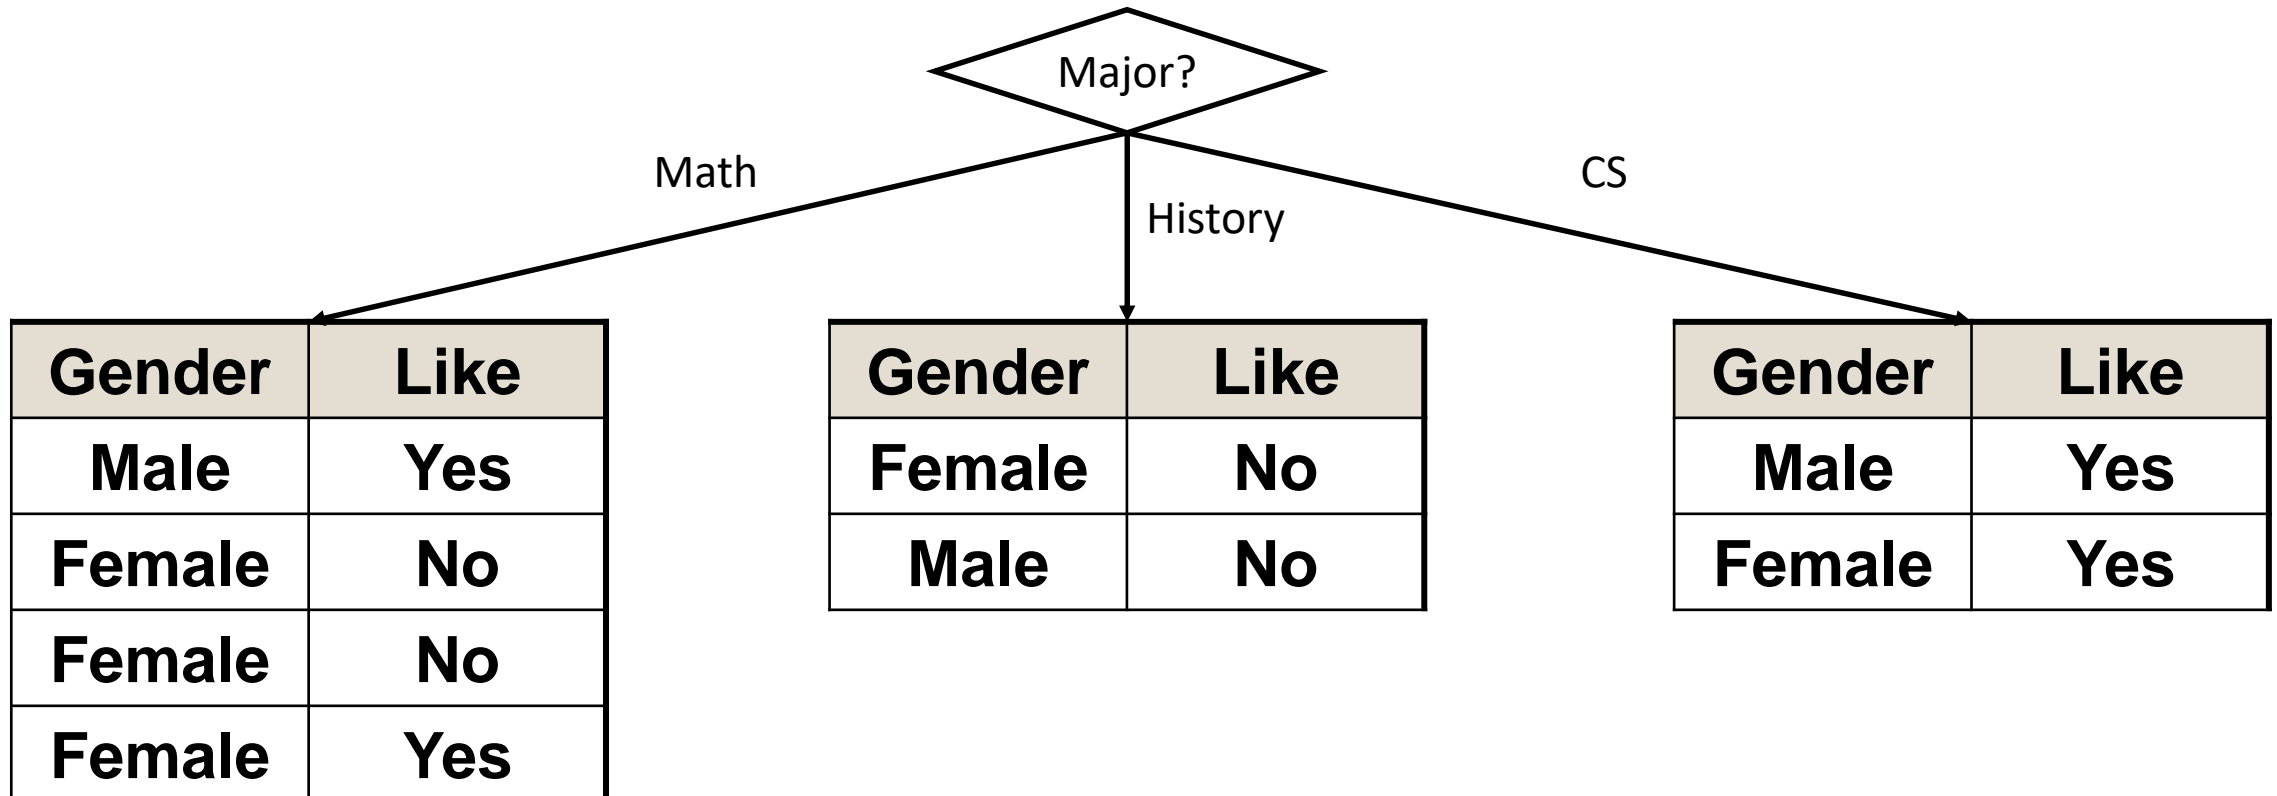 Major?
Math
CS
History
Gender Like
Male Yes
Female No
Female No
Female Yes
Gender Like
Female No
Male No
Gender Like
Male Yes
Female Yes